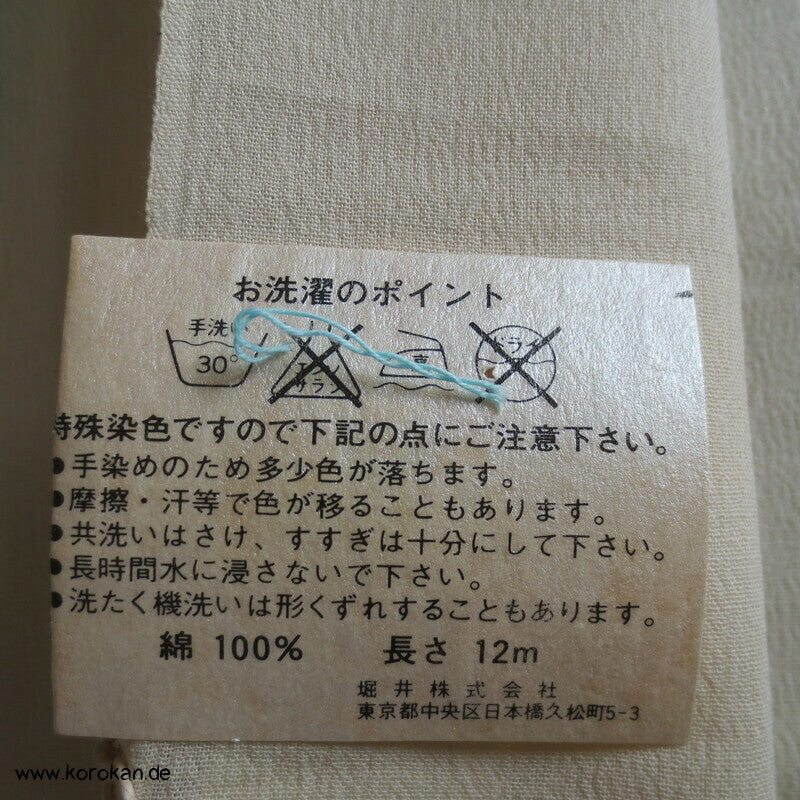 お洗濯のポイント
手洗い
30°
サラシ
ドライ
特殊染色ですので下記の点にご注意下さい。
●手染めのため多少色が落ちます。
●摩擦・汗等で色が移ることもあります。
●共洗いはさけ、すすぎは十分にして下さい。
●長時間水に浸さないで下さい。
●洗たく機洗いは形くずれすることもあります。
綿 100% 長さ 12m
堀井株式会社
東京都中央区日本橋久松町5-3
www.korokan.de